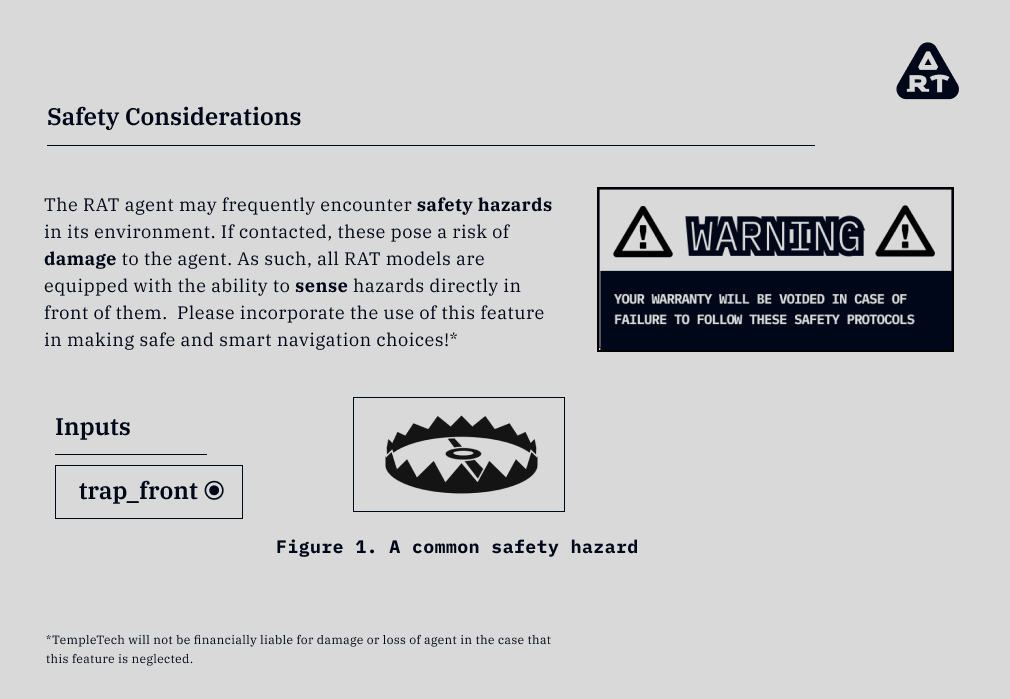 ART
Safety Considerations
The RAT agent may frequently encounter safety hazards
in its environment. If contacted, these pose a risk of
damage to the agent. As such, all RAT models are
equipped with the ability to sense hazards directly in
front of them.  Please incorporate the use of this feature
in making safe and smart navigation choices!*
WARNING
YOUR WARRANTY WILL BE VOIDED IN CASE OF
FAILURE TO FOLLOW THESE SAFETY PROTOCOLS
Inputs
trap_front
Figure 1. A common safety hazard
*TempleTech will not be financially liable for damage or loss of agent in the case that
this feature is neglected.